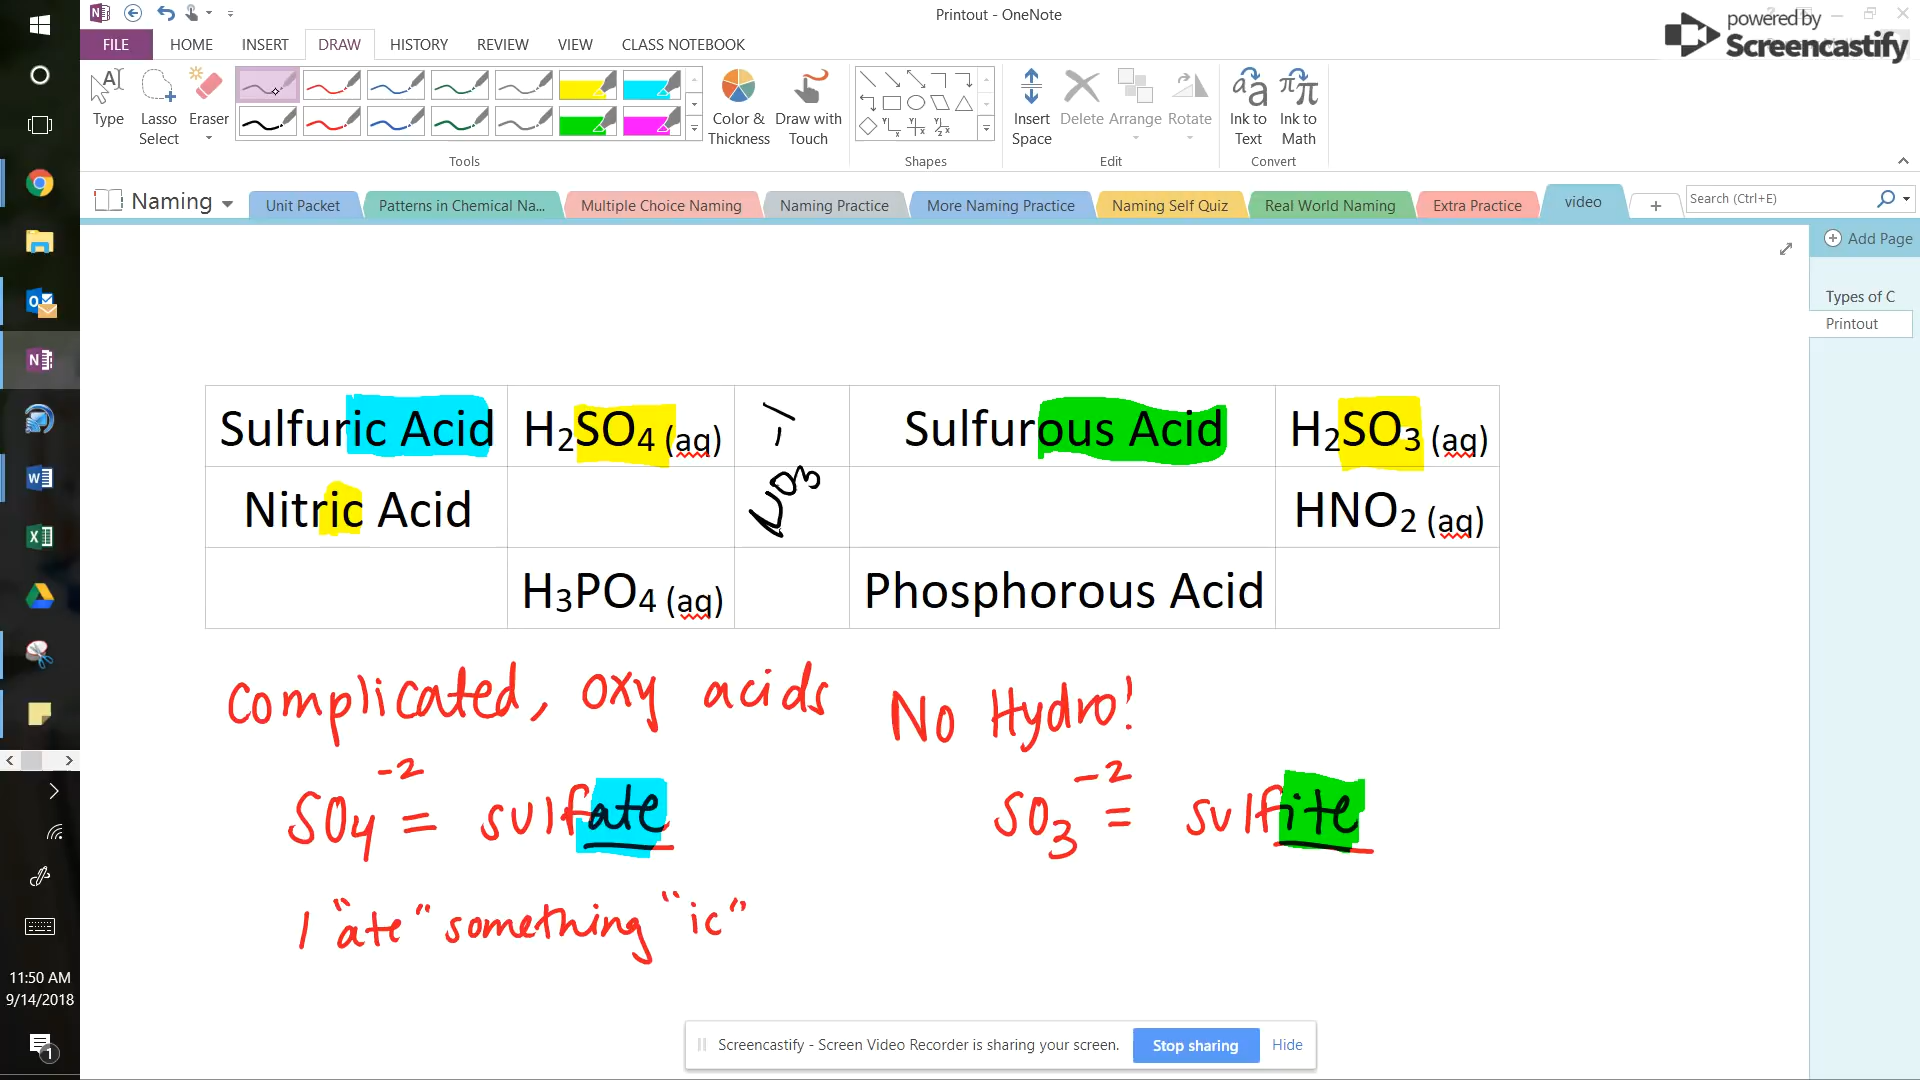 Printout - OneNote
powered by
Screencastify
FILE HOME INSERT DRAW HISTORY REVIEW VIEW CLASS NOTEBOOK
Type
Lasso Select
Eraser
Color & Thickness
Draw with Touch
Insert Space
Delete
Arrange
Rotate
Ink to Text
Ink to Math
Tools
Shapes
Edit
Convert
Naming
Unit Packet
Patterns in Chemical Na...
Multiple Choice Naming
Naming Practice
More Naming Practice
Naming Self Quiz
Real World Naming
Extra Practice
video
Search (Ctrl+E)
Add Page
Types of C
Printout
Sulfuric Acid H₂SO₄ (aq) Sulfurous Acid H₂SO₃ (aq)
NO₃⁻¹
Nitric Acid HNO₂ (aq)
H₃PO₄ (aq) Phosphorous Acid
complicated, oxy acids No Hydro!
SO₄⁻² = sulfate SO₃⁻² = sulfite
I "ate" something "ic"
11:50 AM
9/14/2018
1
Screencastify - Screen Video Recorder is sharing your screen. Stop sharing Hide